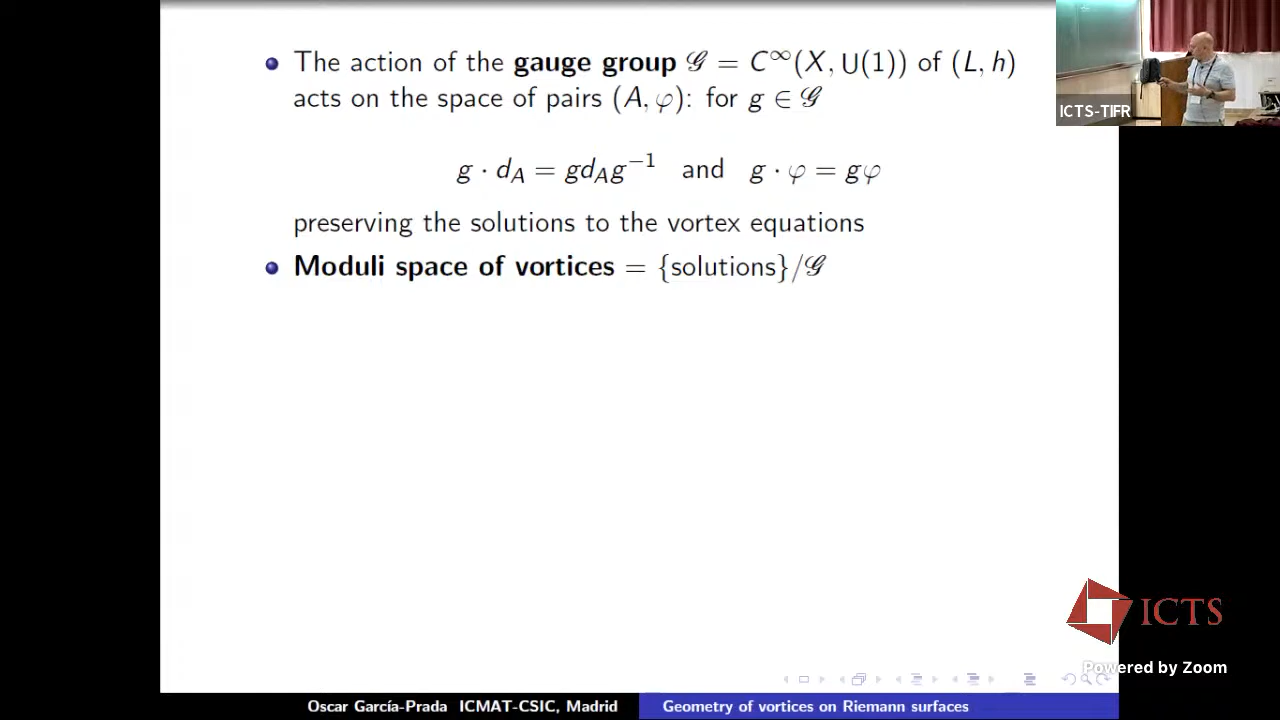 The action of the gauge group 𝒢 = C^∞(X, U(1)) of (L, h)
acts on the space of pairs (A, φ): for g ∈ 𝒢
g · d_A = gd_Ag^{−1} and g · φ = gφ
preserving the solutions to the vortex equations
Moduli space of vortices = {solutions}/𝒢
ICTS-TIFR
ICTS
Powered by Zoom
Oscar García-Prada ICMAT-CSIC, Madrid
Geometry of vortices on Riemann surfaces